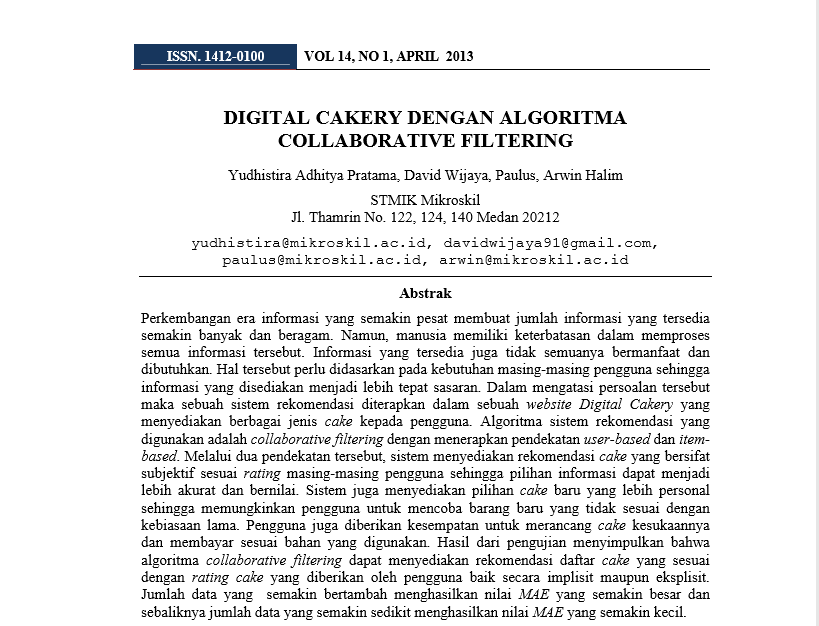 ISSN. 1412-0100 VOL 14, NO 1, APRIL 2013
DIGITAL CAKERY DENGAN ALGORITMA
COLLABORATIVE FILTERING
Yudhistira Adhitya Pratama, David Wijaya, Paulus, Arwin Halim
STMIK Mikroskil
Jl. Thamrin No. 122, 124, 140 Medan 20212
yudhistira@mikroskil.ac.id, davidwijaya91@gmail.com,
paulus@mikroskil.ac.id, arwin@mikroskil.ac.id
Abstrak
Perkembangan era informasi yang semakin pesat membuat jumlah informasi yang tersedia
semakin banyak dan beragam. Namun, manusia memiliki keterbatasan dalam memproses
semua informasi tersebut. Informasi yang tersedia juga tidak semuanya bermanfaat dan
dibutuhkan. Hal tersebut perlu didasarkan pada kebutuhan masing-masing pengguna sehingga
informasi yang disediakan menjadi lebih tepat sasaran. Dalam mengatasi persoalan tersebut
maka sebuah sistem rekomendasi diterapkan dalam sebuah website Digital Cakery yang
menyediakan berbagai jenis cake kepada pengguna. Algoritma sistem rekomendasi yang
digunakan adalah collaborative filtering dengan menerapkan pendekatan user-based dan item-
based. Melalui dua pendekatan tersebut, sistem menyediakan rekomendasi cake yang bersifat
subjektif sesuai rating masing-masing pengguna sehingga pilihan informasi dapat menjadi
lebih akurat dan bernilai. Sistem juga menyediakan pilihan cake baru yang lebih personal
sehingga memungkinkan pengguna untuk mencoba barang baru yang tidak sesuai dengan
kebiasaan lama. Pengguna juga diberikan kesempatan untuk merancang cake kesukaannya
dan membayar sesuai bahan yang digunakan. Hasil dari pengujian menyimpulkan bahwa
algoritma collaborative filtering dapat menyediakan rekomendasi daftar cake yang sesuai
dengan rating cake yang diberikan oleh pengguna baik secara implisit maupun eksplisit.
Jumlah data yang semakin bertambah menghasilkan nilai MAE yang semakin besar dan
sebaliknya jumlah data yang semakin sedikit menghasilkan nilai MAE yang semakin kecil.